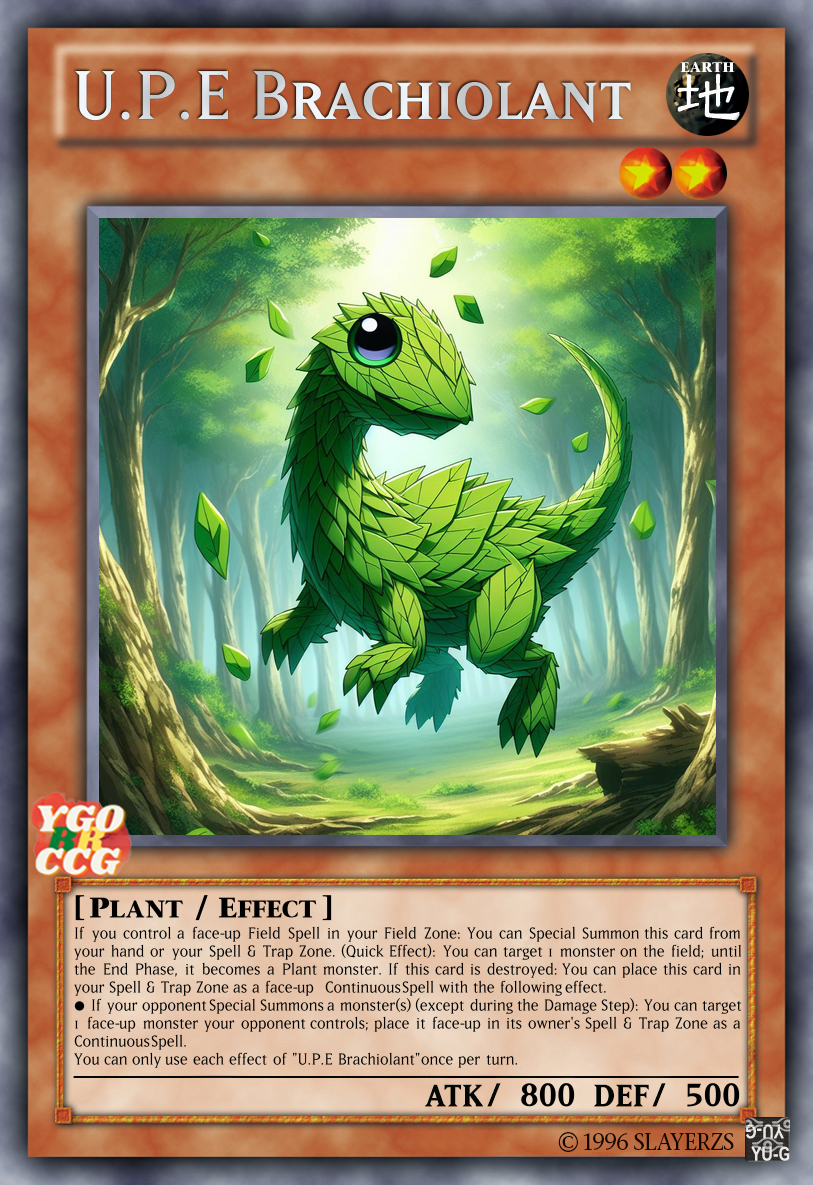 U.P.E BRACHIOLANT
EARTH
地
YGO
BR
CCG
[ PLANT / EFFECT ]
If you control a face-up Field Spell in your Field Zone: You can Special Summon this card from
your hand or your Spell & Trap Zone. (Quick Effect): You can target 1 monster on the field; until
the End Phase, it becomes a Plant monster. If this card is destroyed: You can place this card in
your Spell & Trap Zone as a face-up ContinuousSpell with the following effect.
● If your opponent Special Summons a monster(s) (except during the Damage Step): You can target
1 face-up monster your opponent controls; place it face-up in its owner's Spell & Trap Zone as a
ContinuousSpell.
You can only use each effect of "U.P.E Brachiolant"once per turn.
ATK/ 800 DEF/ 500
© 1996 SLAYERZS
YU-G
YU-G